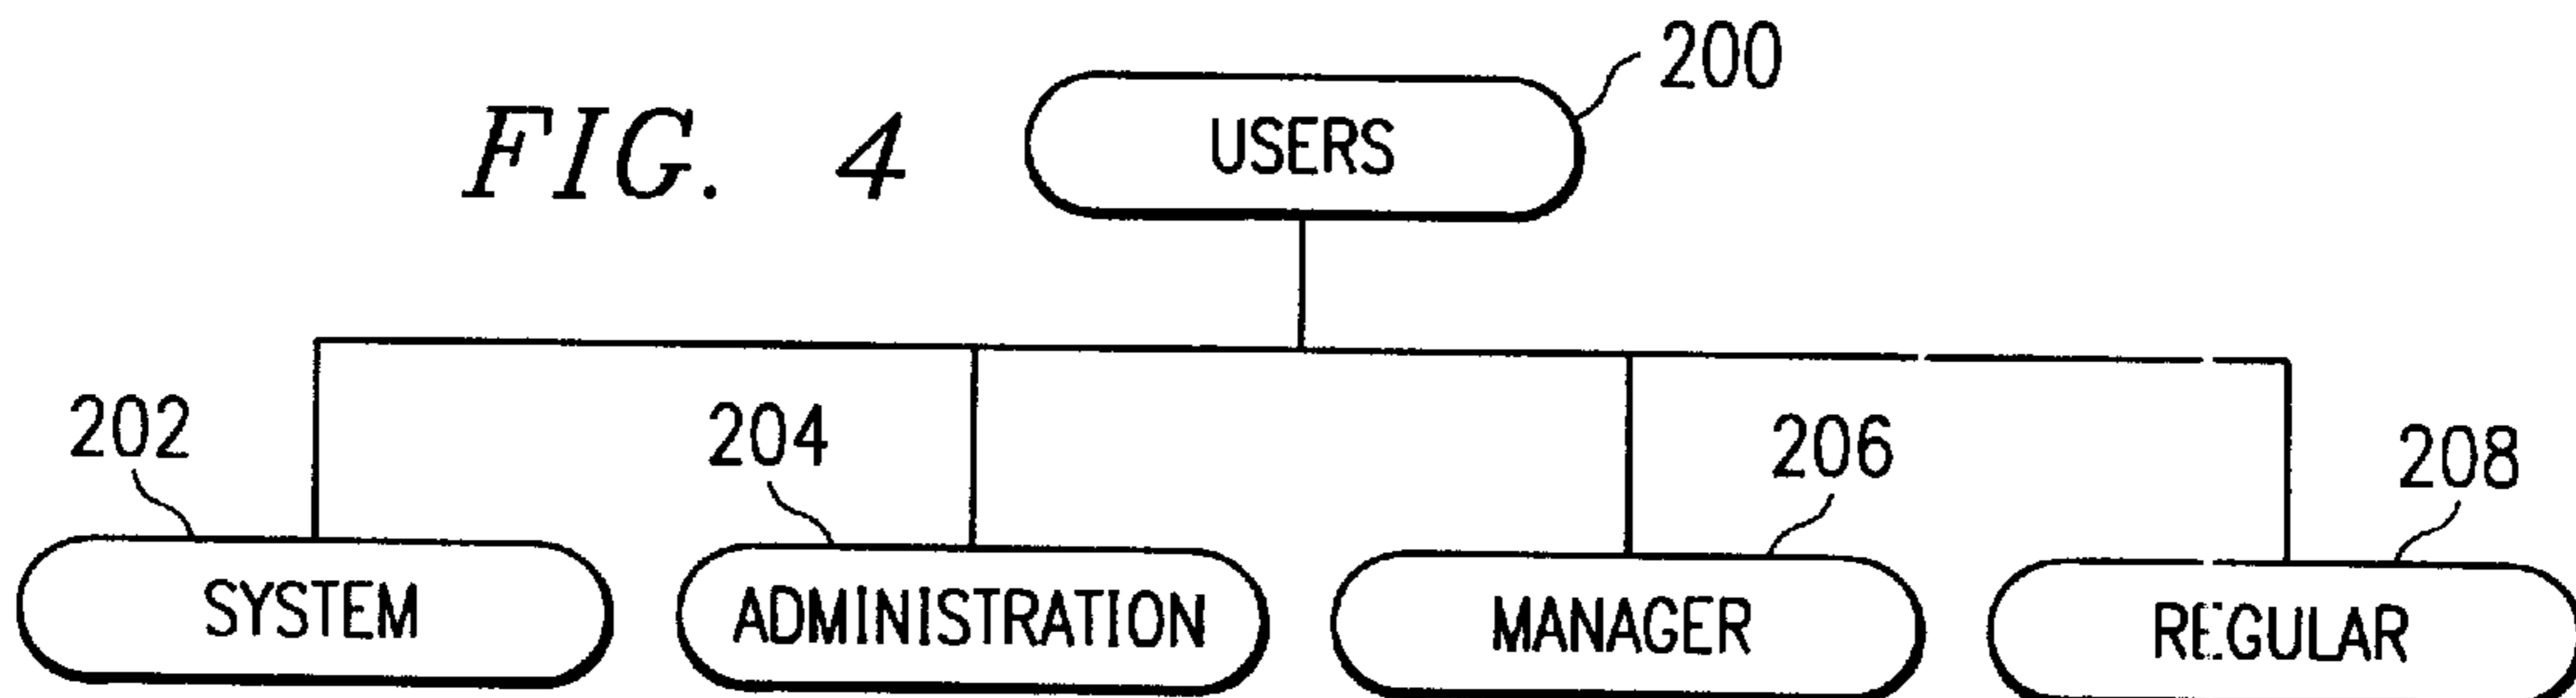 FIG. 4
200
USERS
202
204
206
208
SYSTEM
ADMINISTRATION
MANAGER
REGULAR